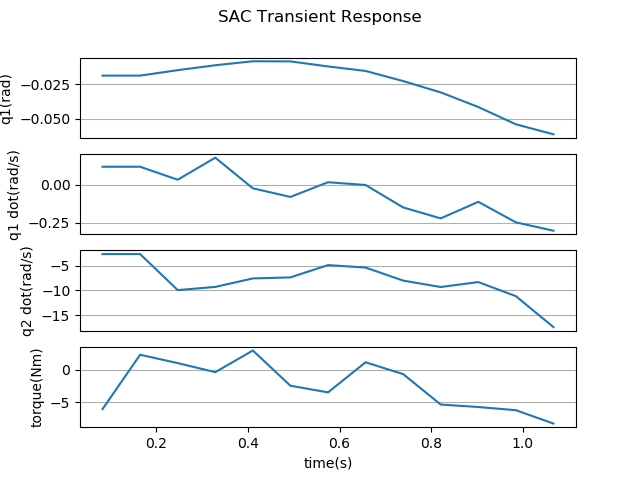 SAC Transient Response
q1(rad)
−0.025
−0.050
q1 dot(rad/s)
0.00
−0.25
q2 dot(rad/s)
−5
−10
−15
torque(Nm)
0
−5
0.2 0.4 0.6 0.8 1.0
time(s)